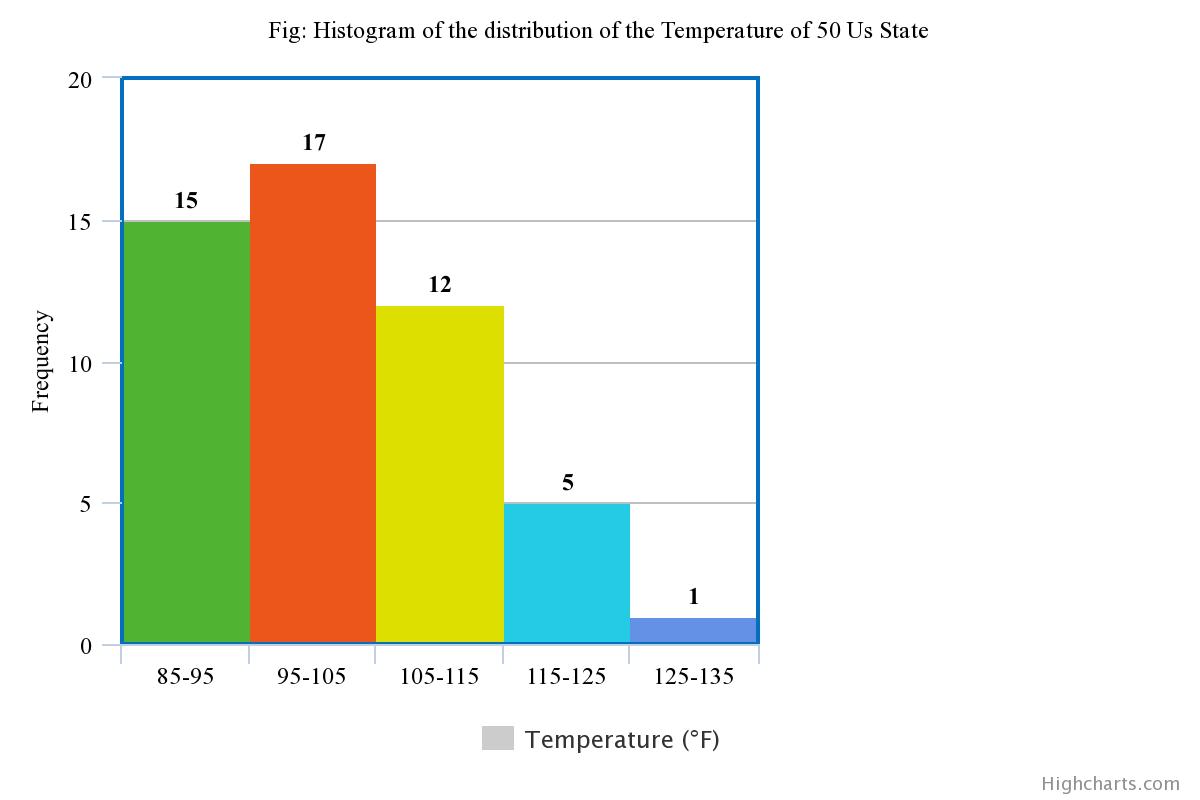 Fig: Histogram of the distribution of the Temperature of 50 Us State
20
17
15
15
12
10
Frequency
5
5
1
0
85-95 95-105 105-115 115-125 125-135
Temperature (°F)
Highcharts.com